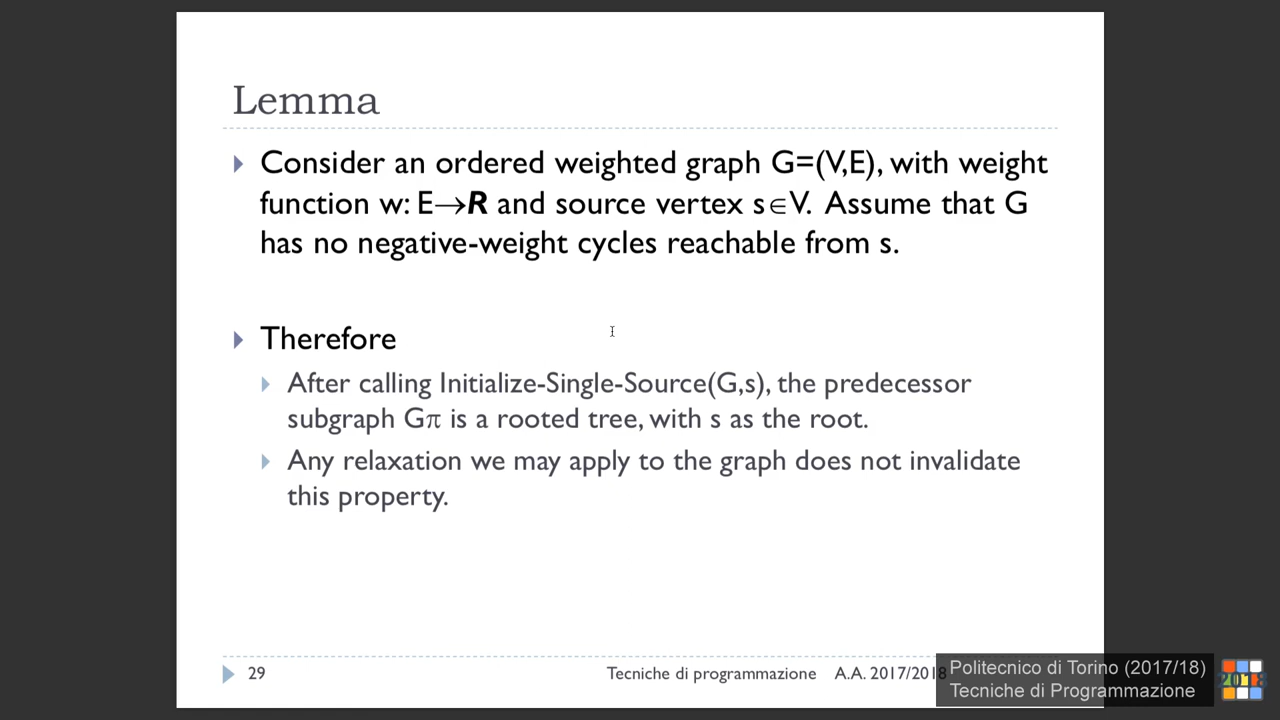 Lemma
Consider an ordered weighted graph G=(V,E), with weight
function w: E→R and source vertex s∈V. Assume that G
has no negative-weight cycles reachable from s.
Therefore
After calling Initialize-Single-Source(G,s), the predecessor
subgraph Gπ is a rooted tree, with s as the root.
Any relaxation we may apply to the graph does not invalidate
this property.
29
Tecniche di programmazione A.A. 2017/2018
Politecnico di Torino (2017/18)
Tecniche di Programmazione
2018